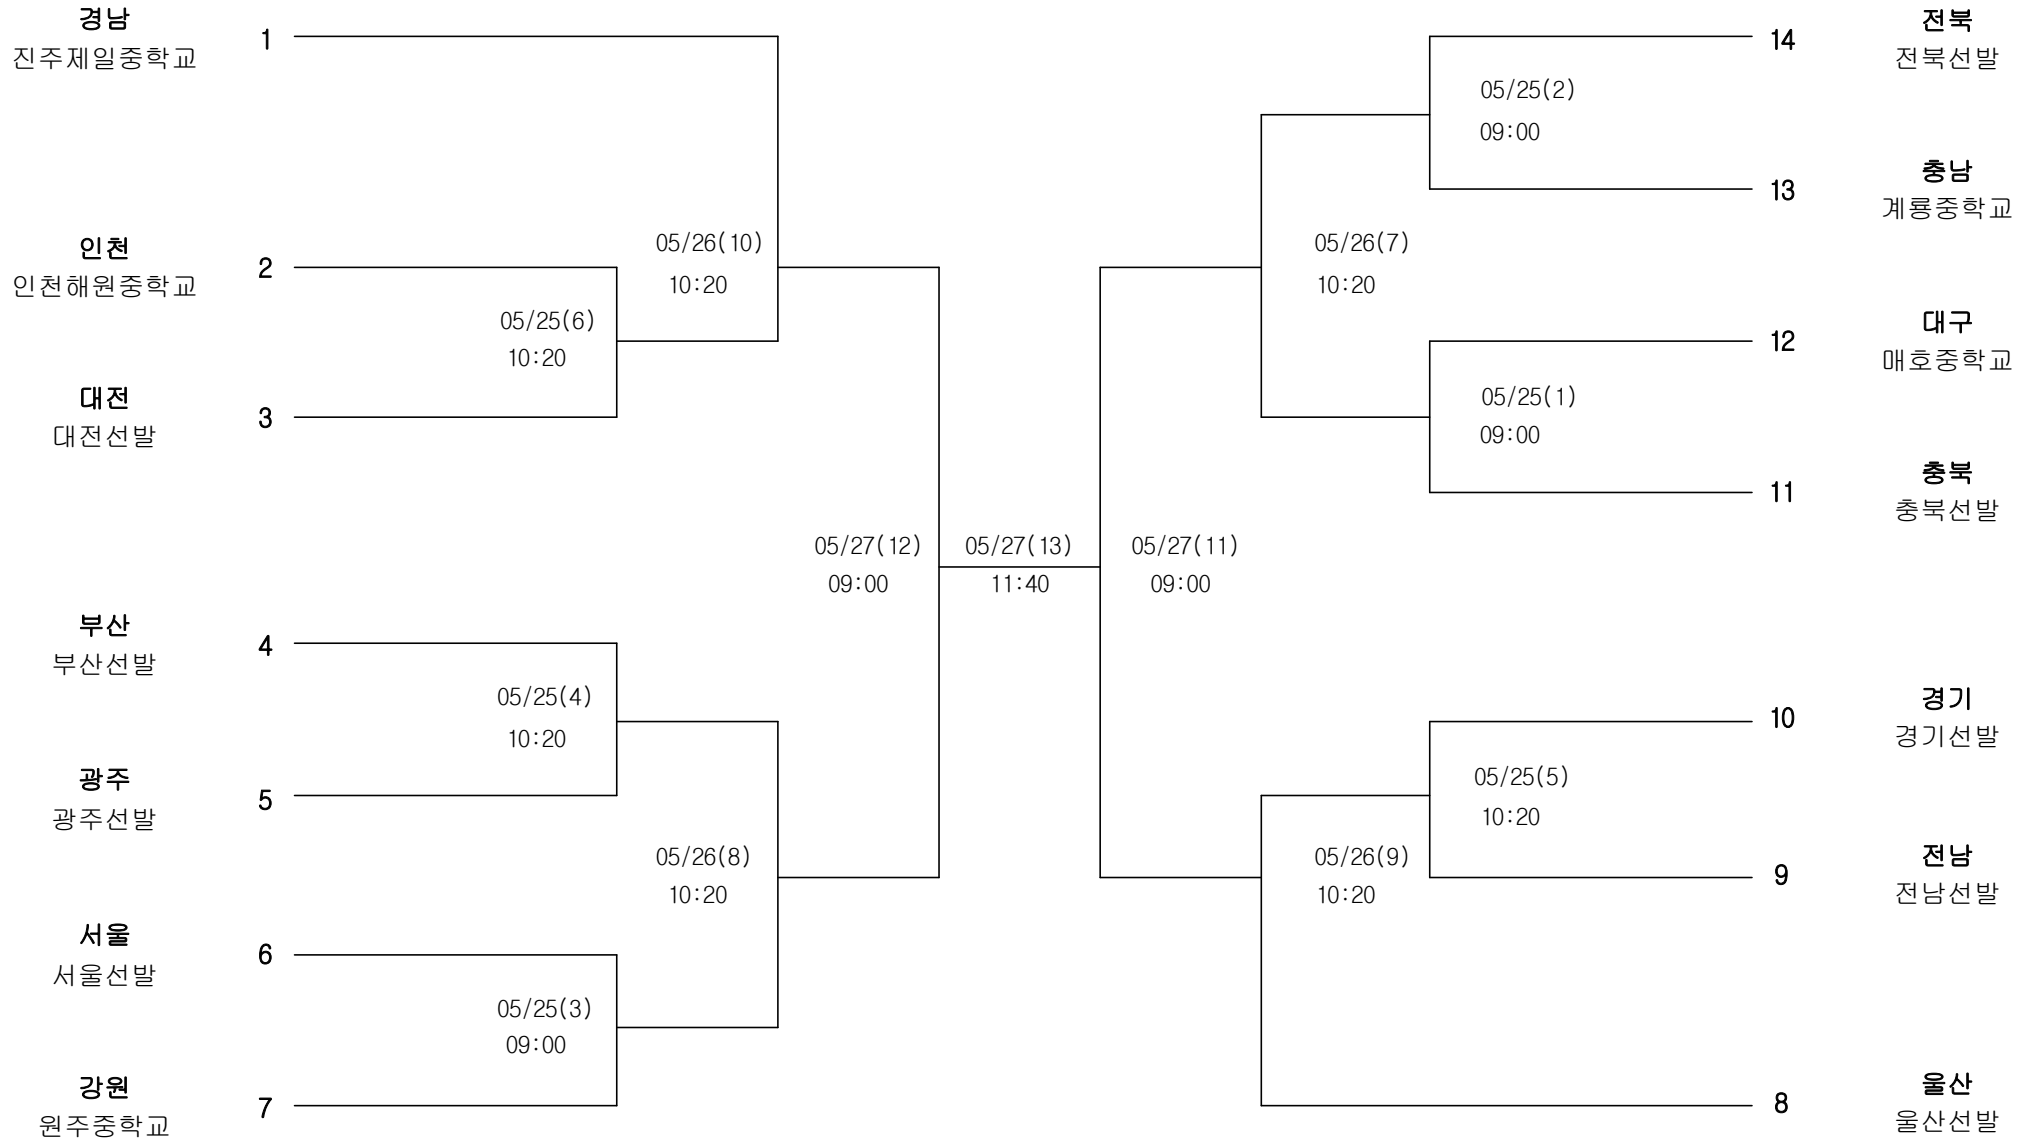 경남
진주제일중학교
1
인천
인천해원중학교
2
05/26(10)
10:20
05/25(6)
10:20
대전
대전선발
3
05/27(12)
09:00
부산
부산선발
4
05/25(4)
10:20
광주
광주선발
5
05/26(8)
10:20
서울
서울선발
6
05/25(3)
09:00
강원
원주중학교
7
05/27(13)
11:40
전북
전북선발
14
05/25(2)
09:00
충남
계룡중학교
13
05/26(7)
10:20
대구
매호중학교
12
05/25(1)
09:00
충북
충북선발
11
05/27(11)
09:00
경기
경기선발
10
05/25(5)
10:20
전남
전남선발
9
05/26(9)
10:20
울산
울산선발
8